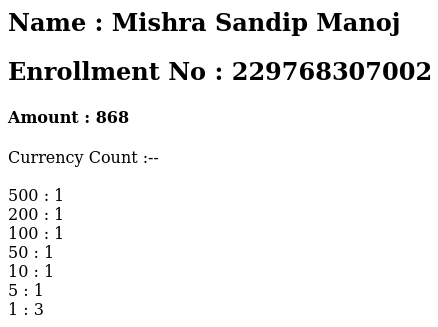 Name : Mishra Sandip Manoj
Enrollment No : 229768307002
Amount : 868
Currency Count :--
500 : 1
200 : 1
100 : 1
50 : 1
10 : 1
5 : 1
1 : 3